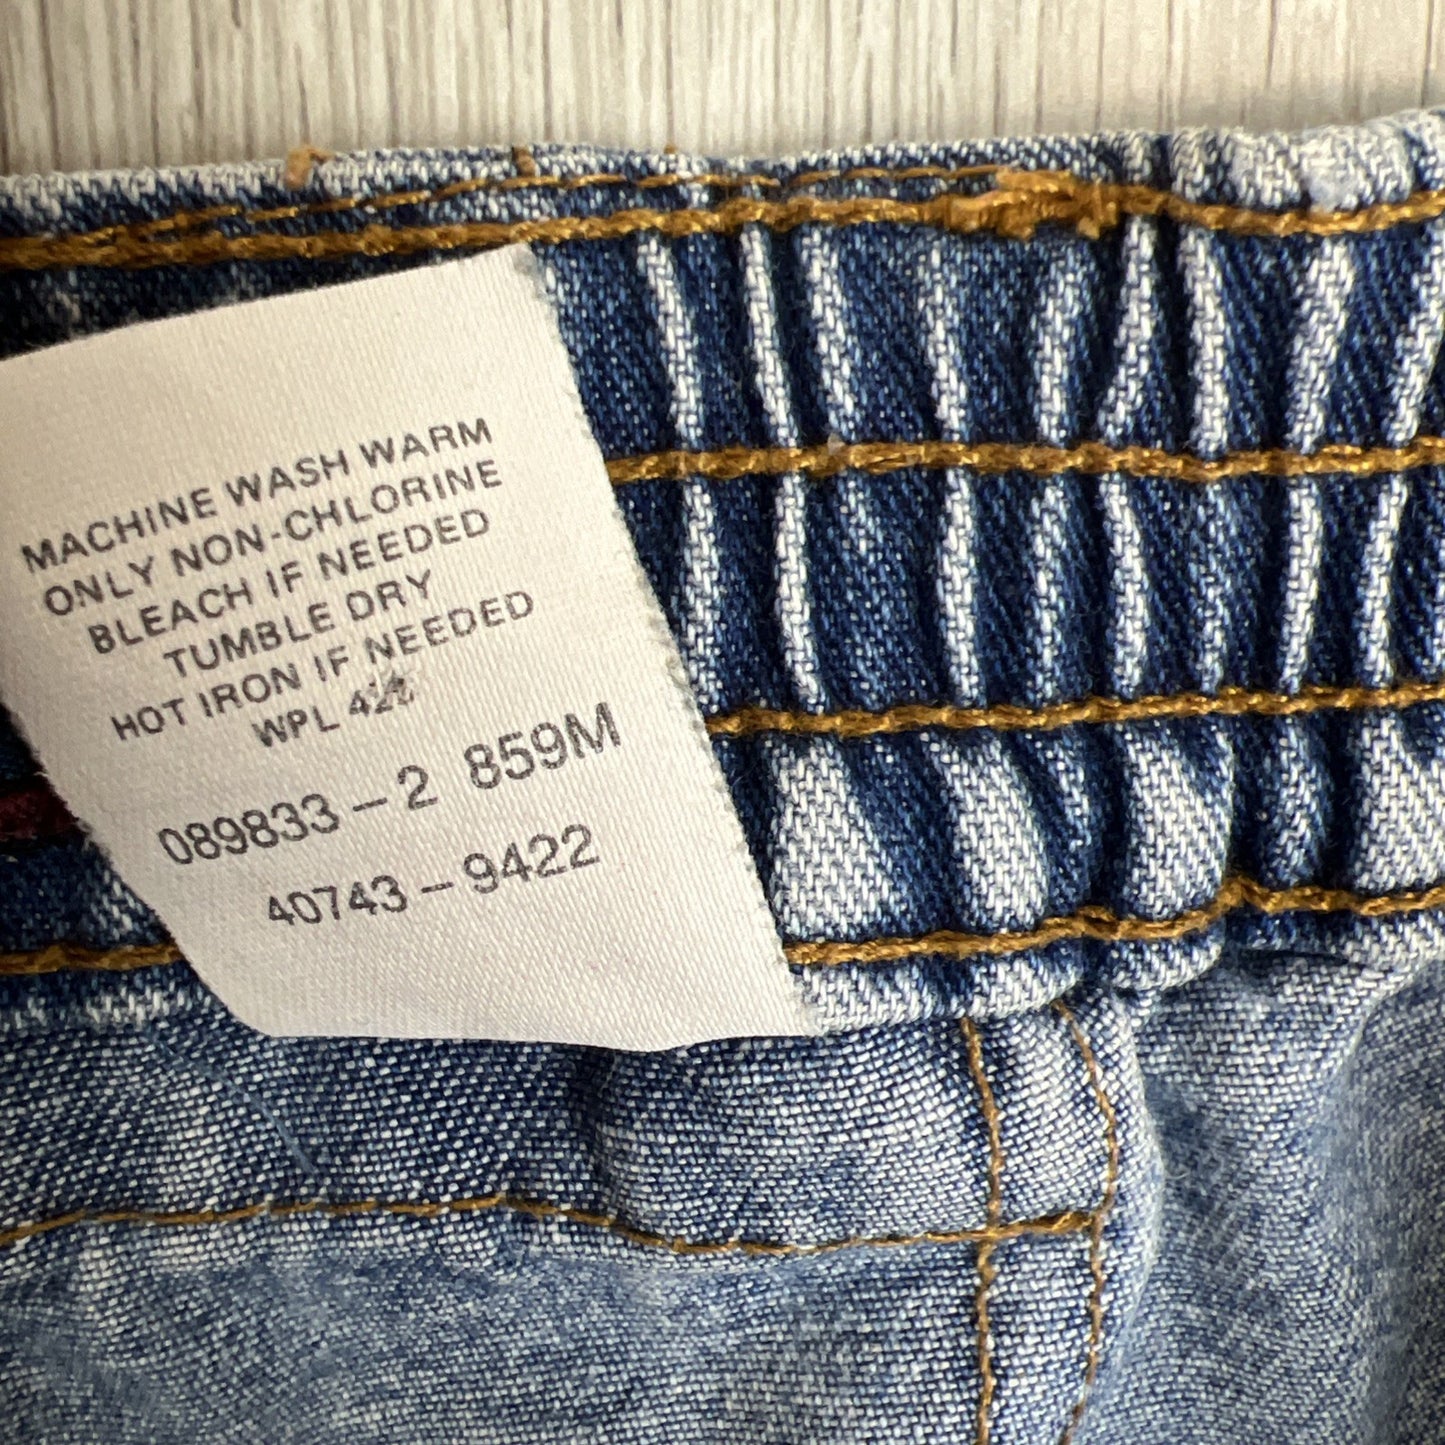 MACHINE WASH WARM
ONLY NON-CHLORINE
BLEACH IF NEEDED
TUMBLE DRY
HOT IRON IF NEEDED
WPL
089833-2 859M
40743-9422